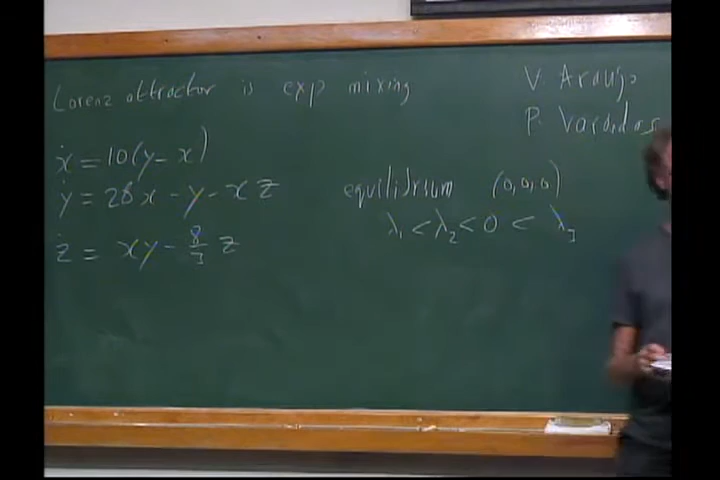 Lorenz attractor is exp mixing
V. Araujo
P. Varandas
ẋ = 10(y - x)
ẏ = 28x - y - xz
ż = xy - 8/3 z
equilibrium (0,0,0)
λ₁ < λ₂ < 0 < λ₃